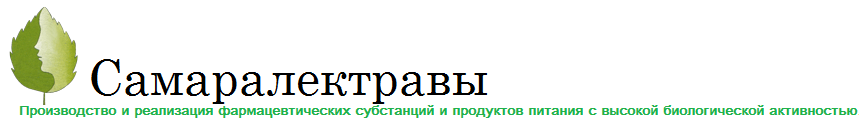 Самаралектравы
Производство и реализация фармацевтических субстанций и продуктов питания с высокой биологической активностью